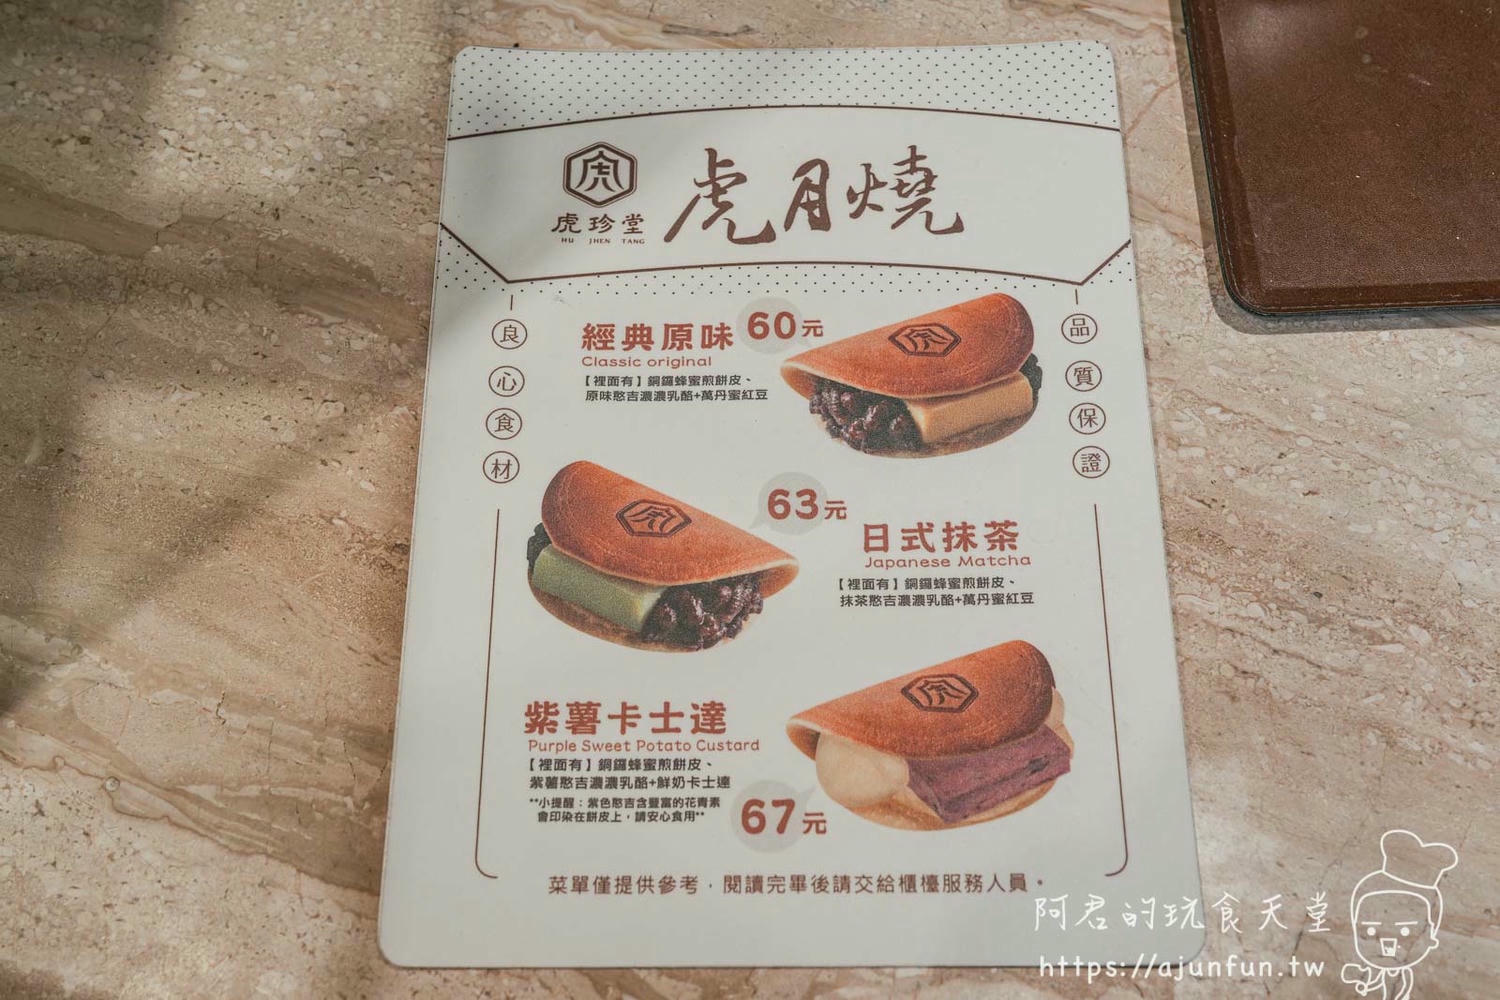 虎
虎珍堂
HU JHEN TANG
虎月燒
良心食材
品質保證
經典原味 60元
Classic original
【裡面有】銅鑼蜂蜜煎餅皮、
原味憨吉濃濃乳酪+萬丹蜜紅豆
63元
日式抹茶
Japanese Matcha
【裡面有】銅鑼蜂蜜煎餅皮、
抹茶憨吉濃濃乳酪+萬丹蜜紅豆
紫薯卡士達
Purple Sweet Potato Custard
【裡面有】銅鑼蜂蜜煎餅皮、
紫薯憨吉濃濃乳酪+鮮奶卡士達
**小提醒：紫色憨吉含豐富的花青素
會印染在餅皮上，請安心食用**
67元
菜單僅提供參考，閱讀完畢後請交給櫃檯服務人員。
阿君的玩食天堂
https://ajunfun.tw